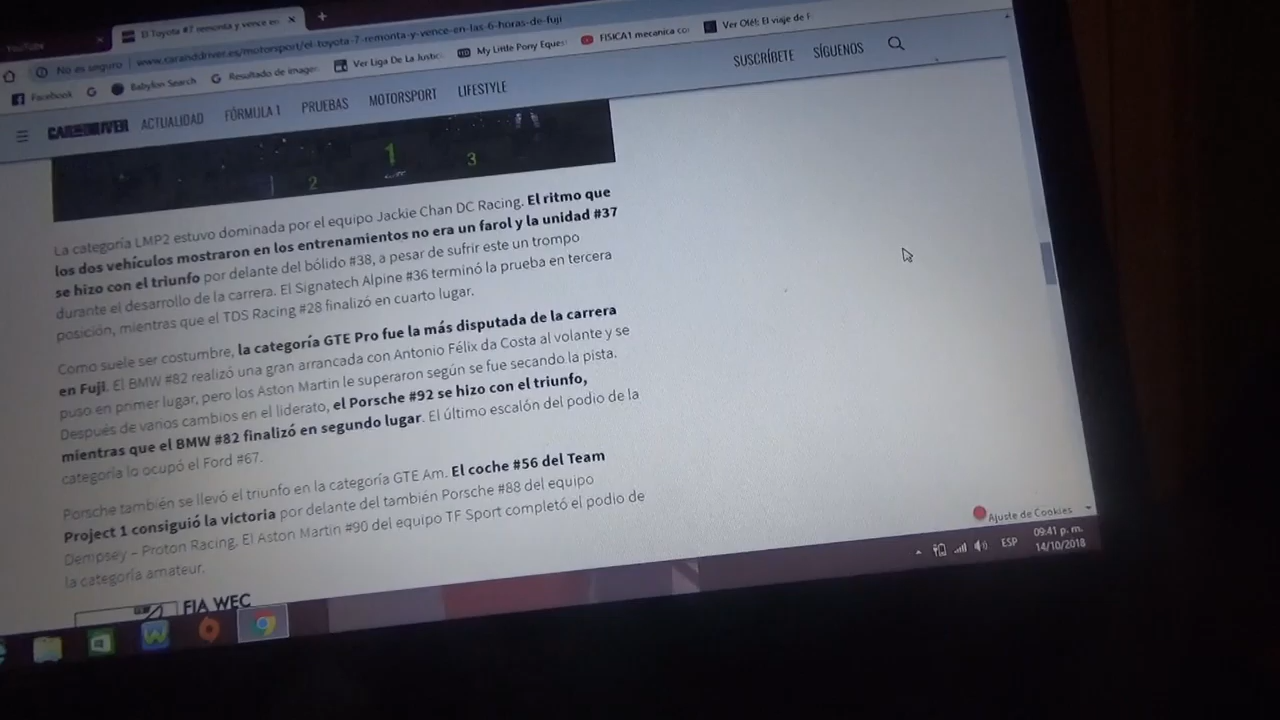 YouTube
El Toyota #7 remonta y vence en
No es seguro | www.caranddriver.es/motorsport/el-toyota-7-remonta-y-vence-en-las-6-horas-de-fuji
Facebook
Babylon Search
Resultado de imagen
Ver Liga De La Justic
My Little Pony Equest
FISICA1 mecanica co
Ver Olé!: El viaje de F
CAR AND DRIVER
ACTUALIDAD
FÓRMULA 1
PRUEBAS
MOTORSPORT
LIFESTYLE
SUSCRÍBETE
SÍGUENOS
2
1
3
La categoría LMP2 estuvo dominada por el equipo Jackie Chan DC Racing. El ritmo que
los dos vehículos mostraron en los entrenamientos no era un farol y la unidad #37
se hizo con el triunfo por delante del bólido #38, a pesar de sufrir este un trompo
durante el desarrollo de la carrera. El Signatech Alpine #36 terminó la prueba en tercera
posición, mientras que el TDS Racing #28 finalizó en cuarto lugar.
Como suele ser costumbre, la categoría GTE Pro fue la más disputada de la carrera
en Fuji. El BMW #82 realizó una gran arrancada con Antonio Félix da Costa al volante y se
puso en primer lugar, pero los Aston Martin le superaron según se fue secando la pista.
Después de varios cambios en el liderato, el Porsche #92 se hizo con el triunfo,
mientras que el BMW #82 finalizó en segundo lugar. El último escalón del podio de la
categoría lo ocupó el Ford #67.
Porsche también se llevó el triunfo en la categoría GTE Am. El coche #56 del Team
Project 1 consiguió la victoria por delante del también Porsche #88 del equipo
Dempsey – Proton Racing. El Aston Martin #90 del equipo TF Sport completó el podio de
la categoría amateur.
FIA WEC
Ajuste de Cookies
ESP
09:41 p. m.
14/10/2018